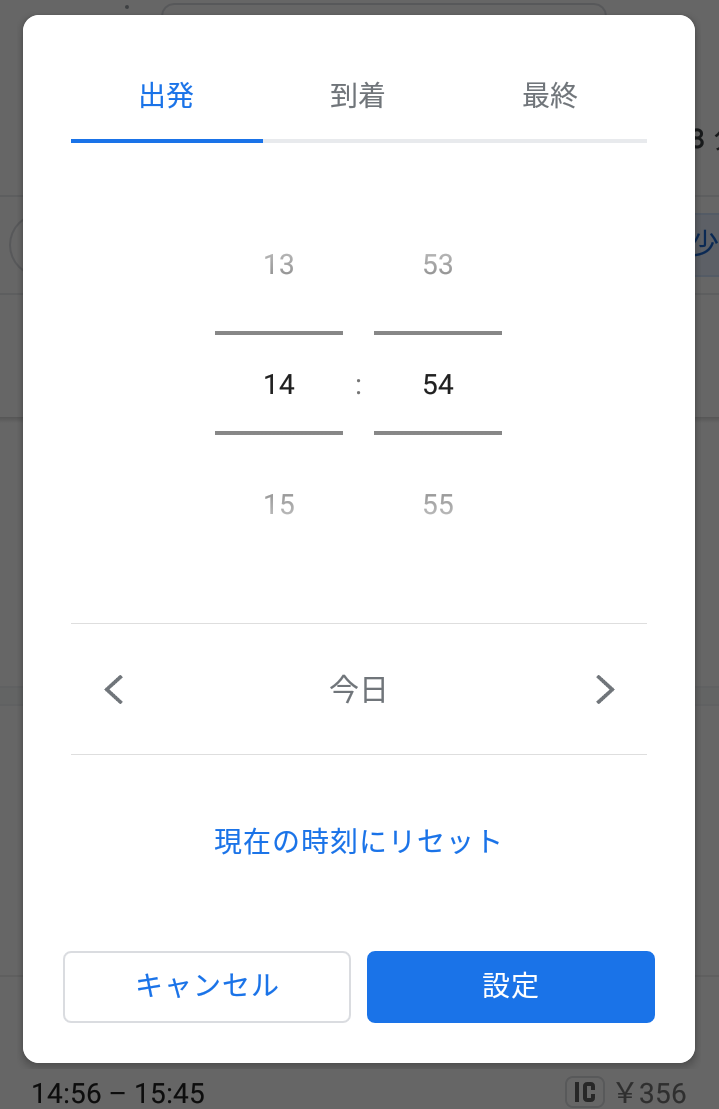 出発 到着 最終
13 53
14 : 54
15 55
今日
現在の時刻にリセット
キャンセル 設定
14:56 – 15:45 IC ￥356